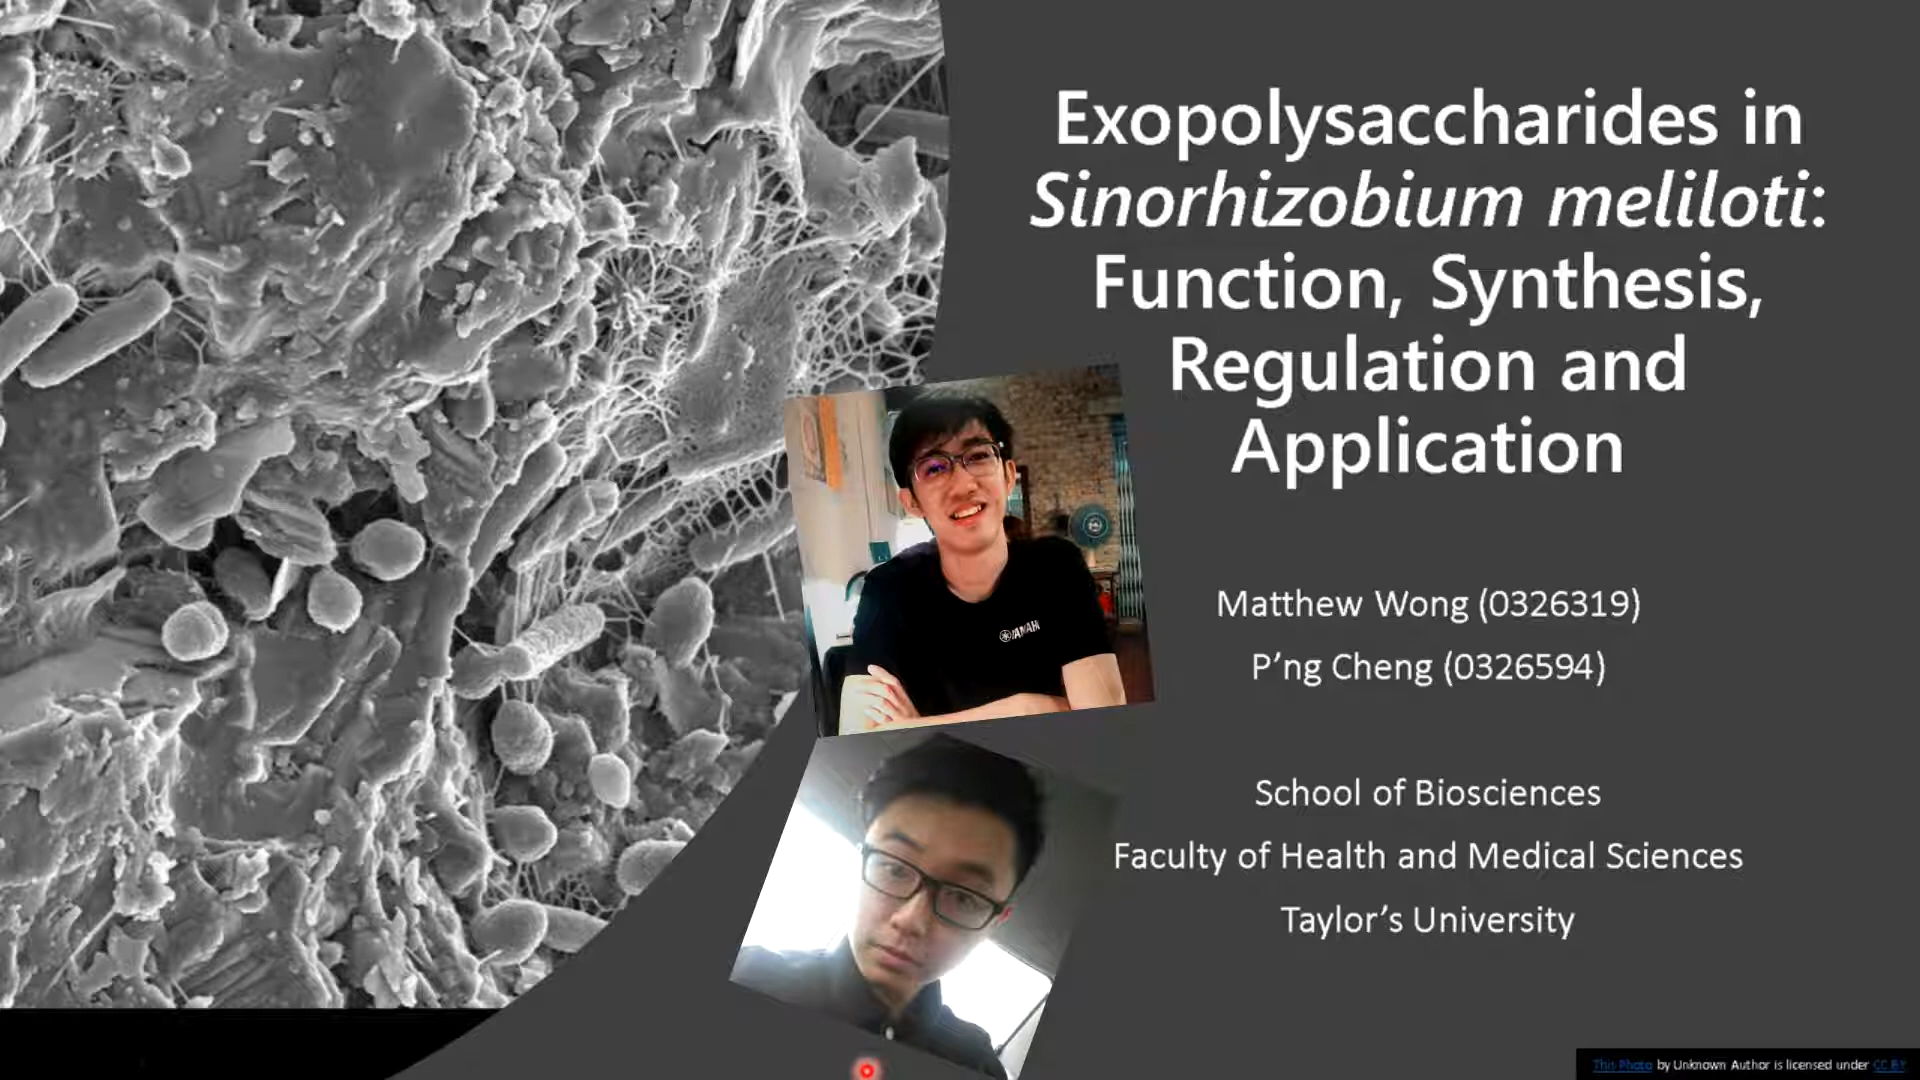 Exopolysaccharides in
Sinorhizobium meliloti:
Function, Synthesis,
Regulation and
Application
Matthew Wong (0326319)
P’ng Cheng (0326594)
School of Biosciences
Faculty of Health and Medical Sciences
Taylor’s University
This Photo by Unknown Author is licensed under CC BY